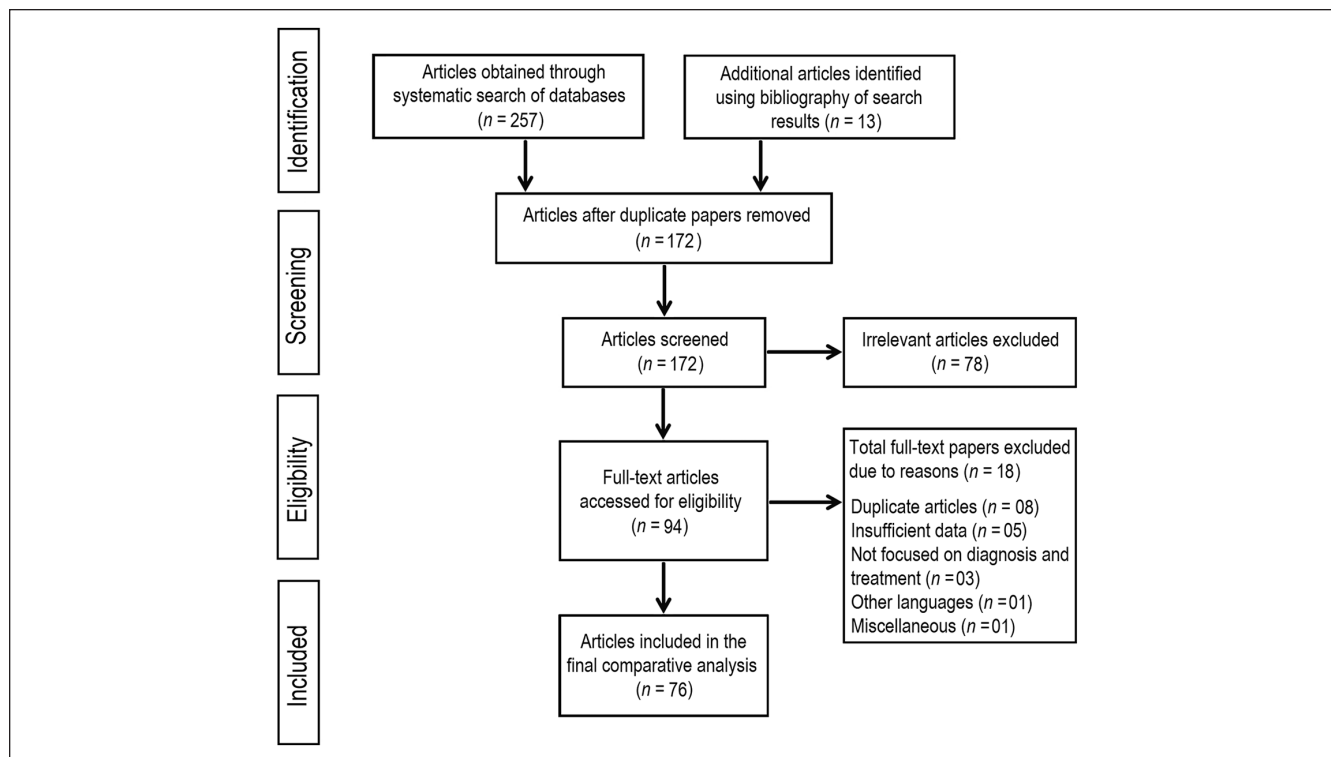 Identification
Articles obtained through
systematic search of databases
(n = 257)
Additional articles identified
using bibliography of search
results (n = 13)
Screening
Articles after duplicate papers removed
(n = 172)
Articles screened
(n = 172)
Irrelevant articles excluded
(n = 78)
Eligibility
Full-text articles
accessed for eligibility
(n = 94)
Total full-text papers excluded
due to reasons (n = 18)
Duplicate articles (n = 08)
Insufficient data (n = 05)
Not focused on diagnosis and
treatment (n = 03)
Other languages (n = 01)
Miscellaneous (n = 01)
Included
Articles included in the
final comparative analysis
(n = 76)